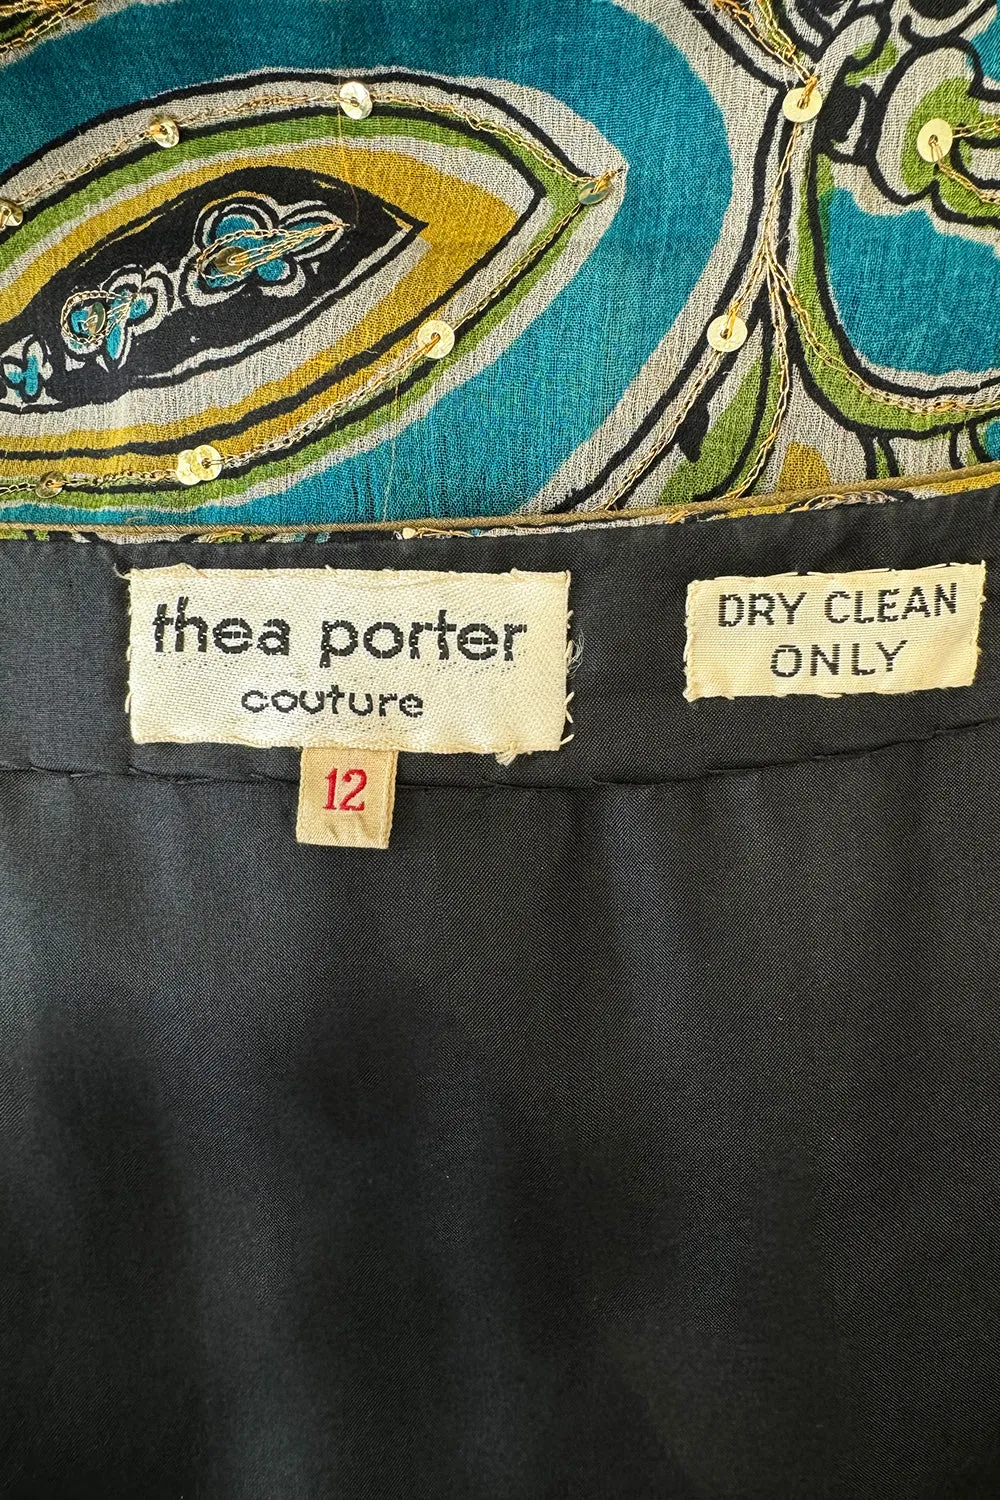 thea porter
couture
12
DRY CLEAN
ONLY